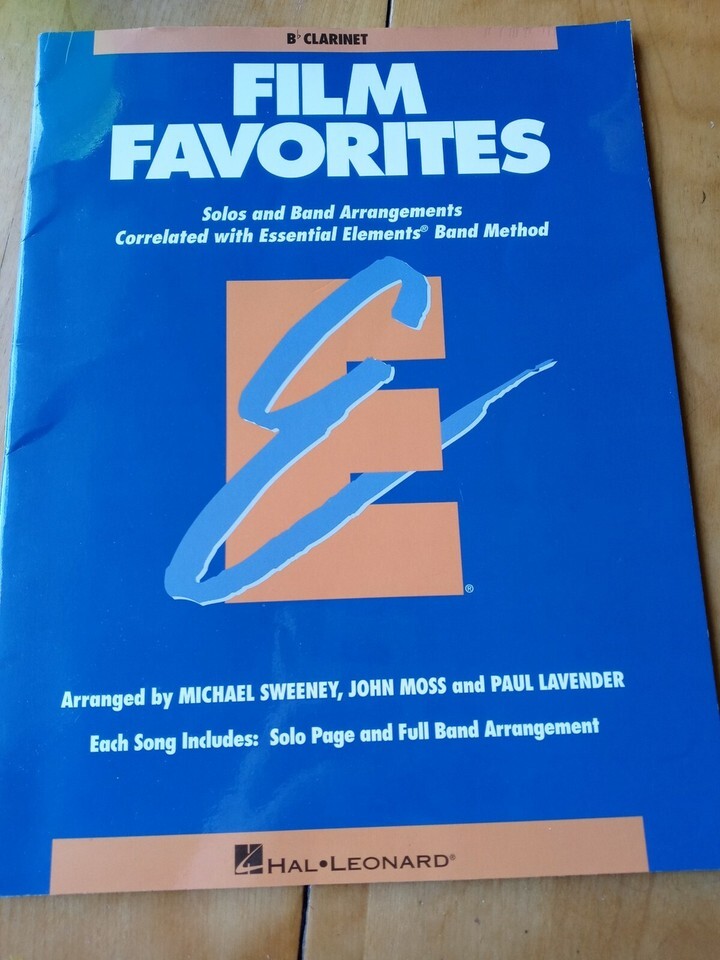 B♭ CLARINET
FILM
FAVORITES
Solos and Band Arrangements
Correlated with Essential Elements® Band Method
E E ®
Arranged by MICHAEL SWEENEY, JOHN MOSS and PAUL LAVENDER
Each Song Includes: Solo Page and Full Band Arrangement
HAL•LEONARD®